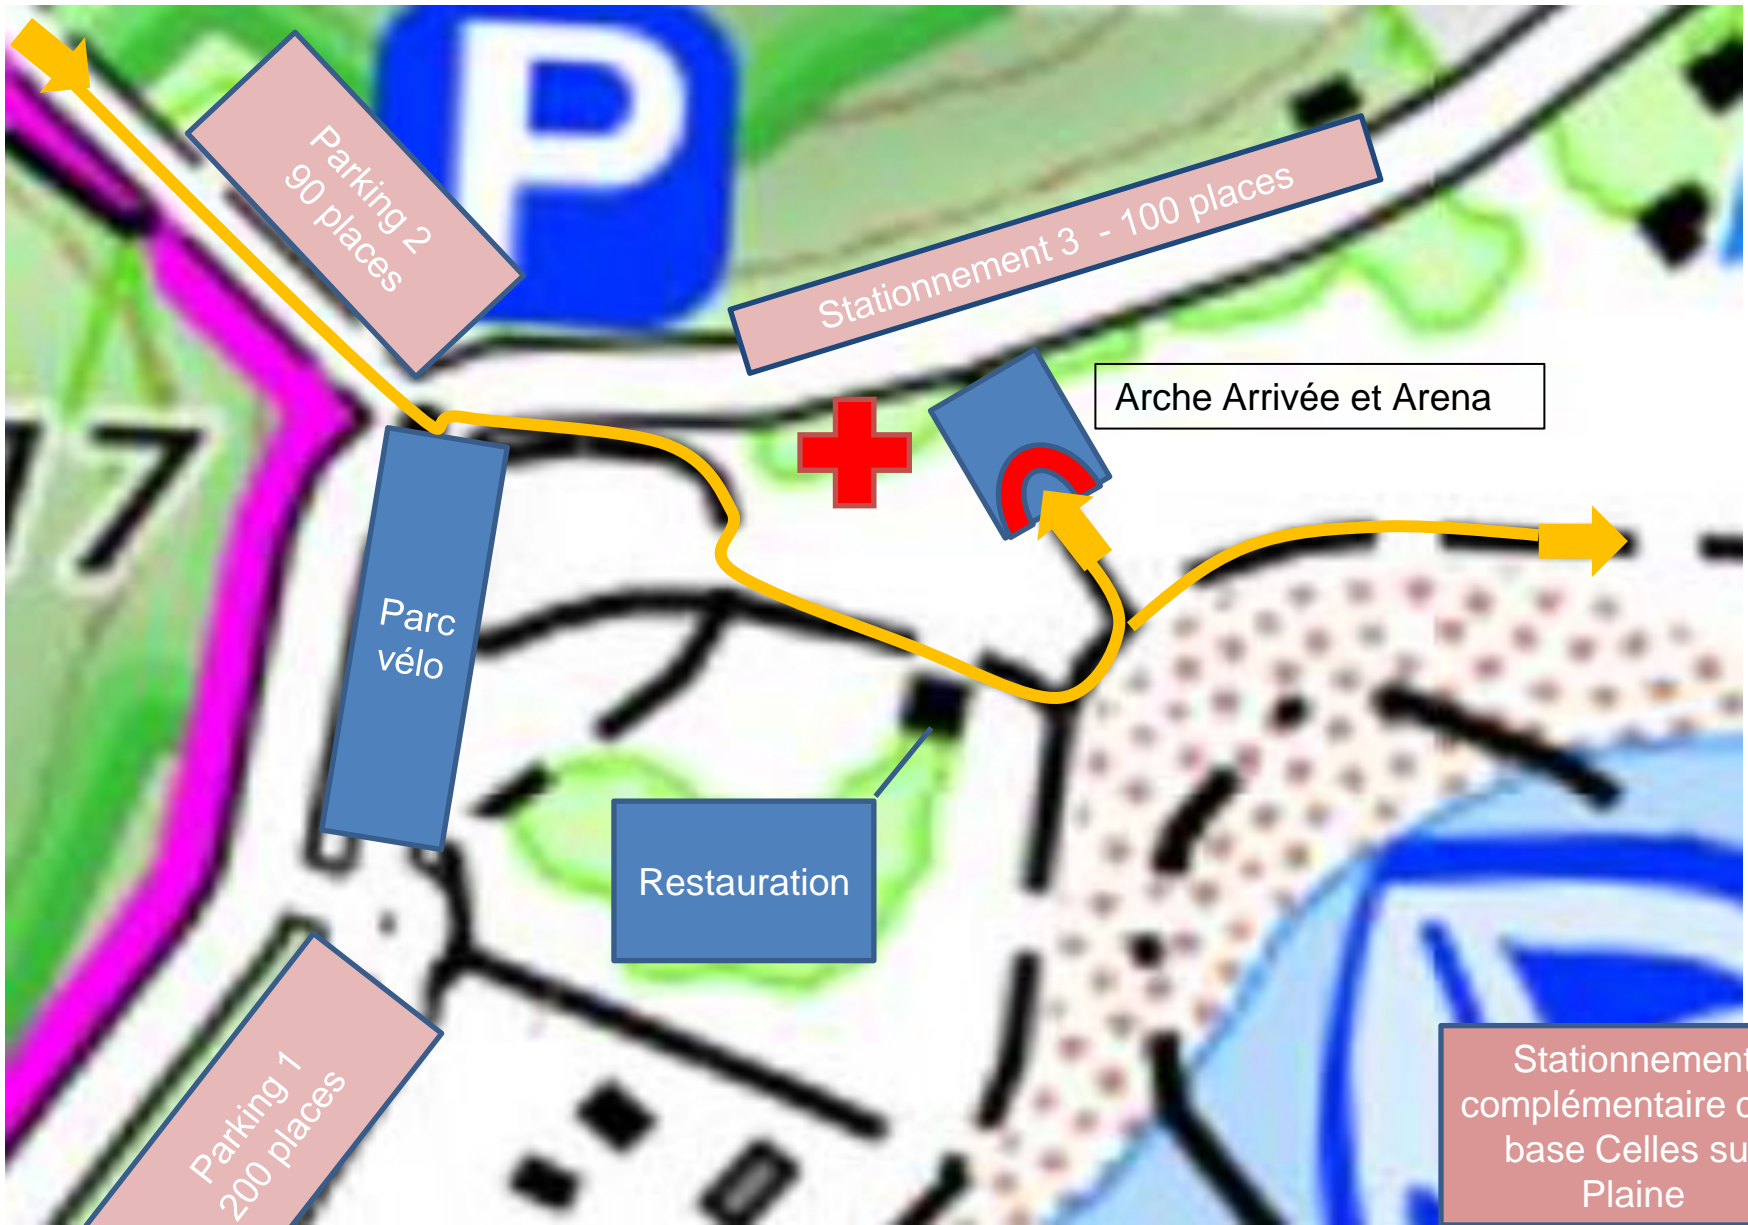 P
Parking 2
90 places
Stationnement 3 - 100 places
Arche Arrivée et Arena
17
Parc
vélo
Restauration
Parking 1
200 places
Stationnement
complémentaire
base Celles
Plaine